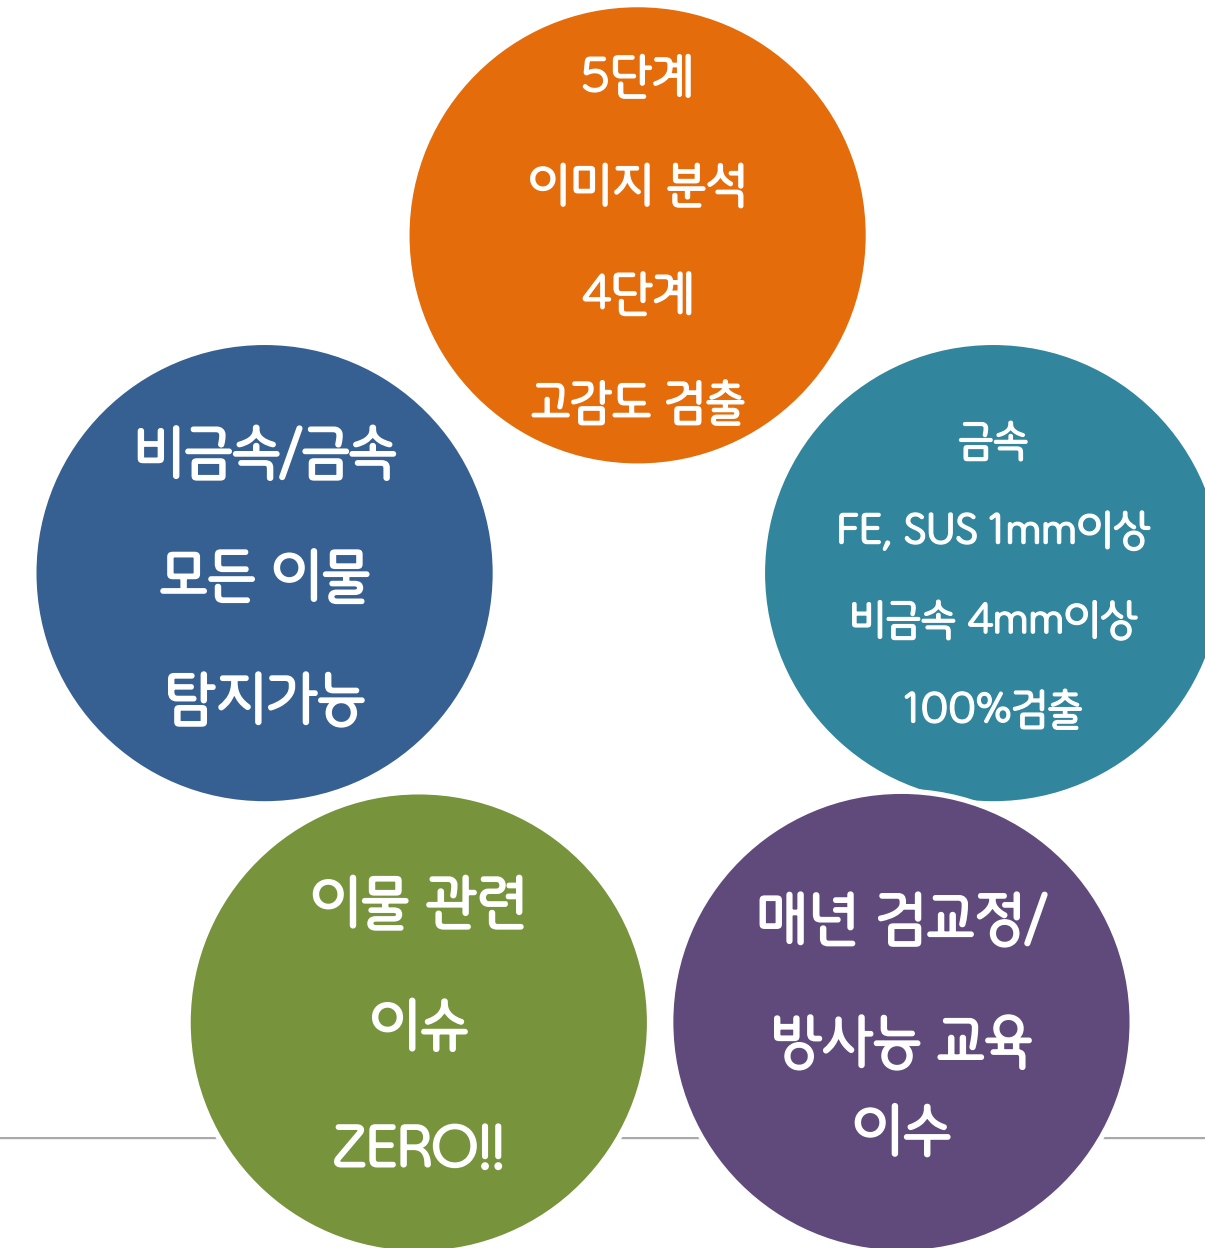 5단계
이미지 분석
4단계
고감도 검출
비금속/금속
모든 이물
탐지가능
금속
FE, SUS 1mm이상
비금속 4mm이상
100%검출
이물 관련
이슈
ZERO!!
매년 검교정/
방사능 교육
이수